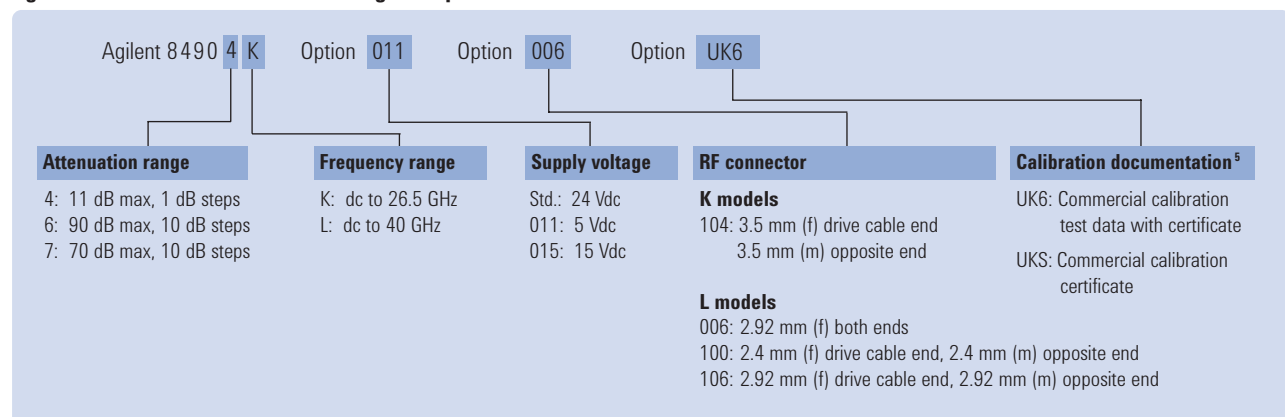 Agilent 8490 4 K Option 011 Option 006 Option UK6
Attenuation range
4: 11 dB max, 1 dB steps
6: 90 dB max, 10 dB steps
7: 70 dB max, 10 dB steps
Frequency range
K: dc to 26.5 GHz
L: dc to 40 GHz
Supply voltage
Std.: 24 Vdc
011: 5 Vdc
015: 15 Vdc
RF connector
K models
104: 3.5 mm (f) drive cable end
3.5 mm (m) opposite end
L models
006: 2.92 mm (f) both ends
100: 2.4 mm (f) drive cable end, 2.4 mm (m) opposite end
106: 2.92 mm (f) drive cable end, 2.92 mm (m) opposite end
Calibration documentation 5
UK6: Commercial calibration
test data with certificate
UKS: Commercial calibration
certificate